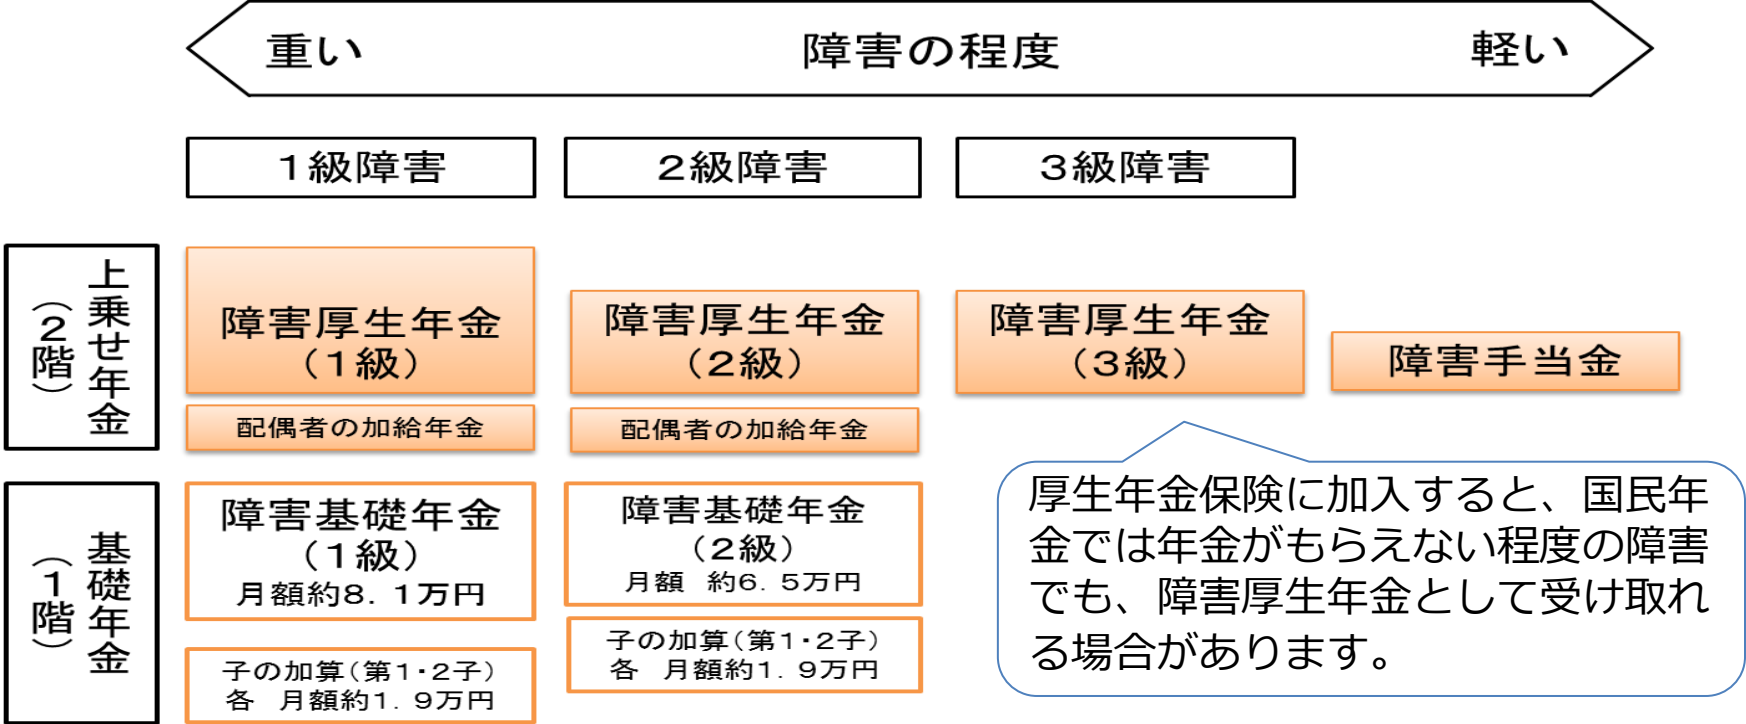 重い　障害の程度　軽い
１級障害
２級障害
３級障害
上乗せ年金
（２階）
障害厚生年金
（１級）
障害厚生年金
（２級）
障害厚生年金
（３級）
障害手当金
配偶者の加給年金
配偶者の加給年金
基礎年金
（１階）
障害基礎年金
（１級）
月額約８．１万円
障害基礎年金
（２級）
月額　約６．５万円
子の加算（第１・２子）
各　月額約１．９万円
子の加算（第１・２子）
各　月額約１．９万円
厚生年金保険に加入すると、国民年
金では年金がもらえない程度の障害
でも、障害厚生年金として受け取れ
る場合があります。